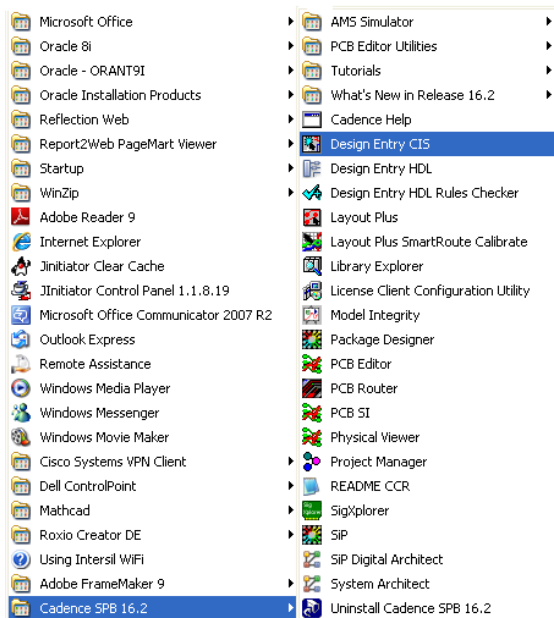 Microsoft Office
Oracle 8i
Oracle - ORANT9I
Oracle Installation Products
Reflection Web
Report2Web PageMart Viewer
Startup
WinZip
Adobe Reader 9
Internet Explorer
Jinitiator Clear Cache
JInitiator Control Panel 1.1.8.19
Microsoft Office Communicator 2007 R2
Outlook Express
Remote Assistance
Windows Media Player
Windows Messenger
Windows Movie Maker
Cisco Systems VPN Client
Dell ControlPoint
Mathcad
Roxio Creator DE
Using Intersil WiFi
Adobe FrameMaker 9
Cadence SPB 16.2
AMS Simulator
PCB Editor Utilities
Tutorials
What's New in Release 16.2
Cadence Help
Design Entry CIS
Design Entry HDL
Design Entry HDL Rules Checker
Layout Plus
Layout Plus SmartRoute Calibrate
Library Explorer
License Client Configuration Utility
Model Integrity
Package Designer
PCB Editor
PCB Router
PCB SI
Physical Viewer
Project Manager
README CCR
SigXplorer
SiP
SiP Digital Architect
System Architect
Uninstall Cadence SPB 16.2